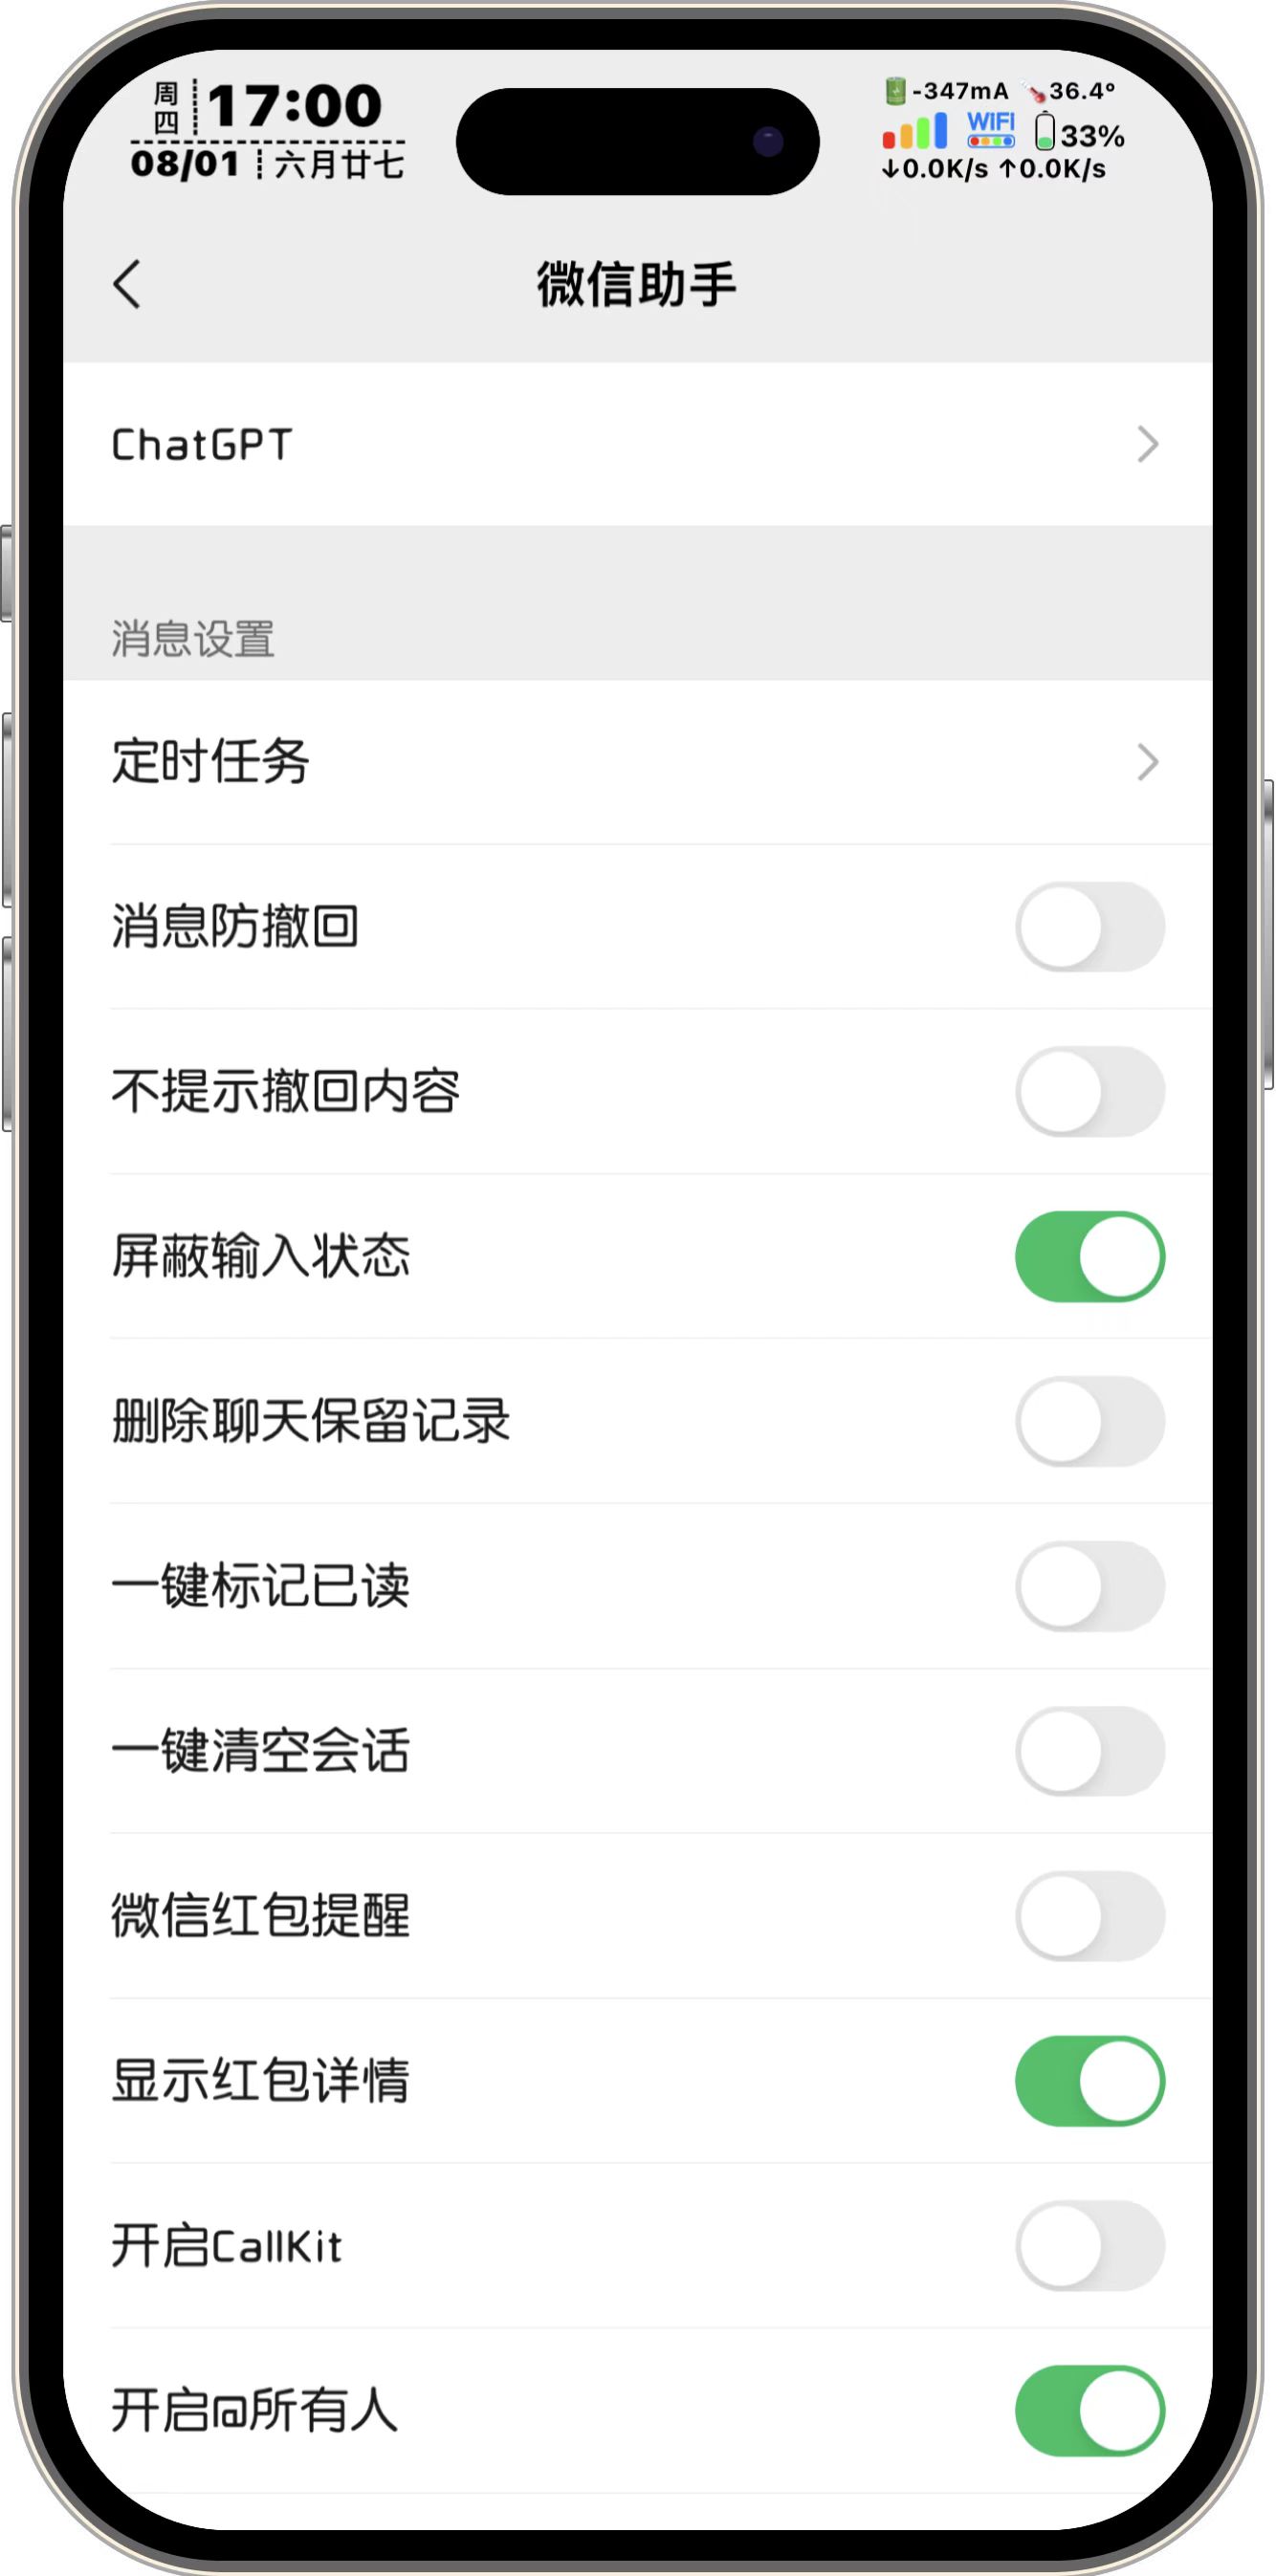 周四 17:00
08/01 六月廿七
-347mA 36.4°
WIFI 33%
↓0.0K/s ↑0.0K/s
微信助手
ChatGPT
消息设置
定时任务
消息防撤回
不提示撤回内容
屏蔽输入状态
删除聊天保留记录
一键标记已读
一键清空会话
微信红包提醒
显示红包详情
开启CallKit
开启@所有人